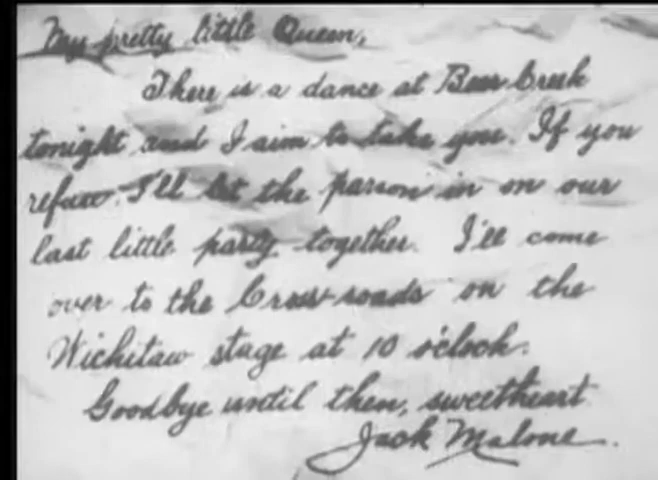 My pretty little Queen,
There is a dance at Bear Creek
tonight and I aim to take you. If you
refuse I'll let the parson in on our
last little party together. I'll come
over to the Cross-roads on the
Wichitaw stage at 10 o'clock.
Goodbye until then, sweetheart
Jack Malone.